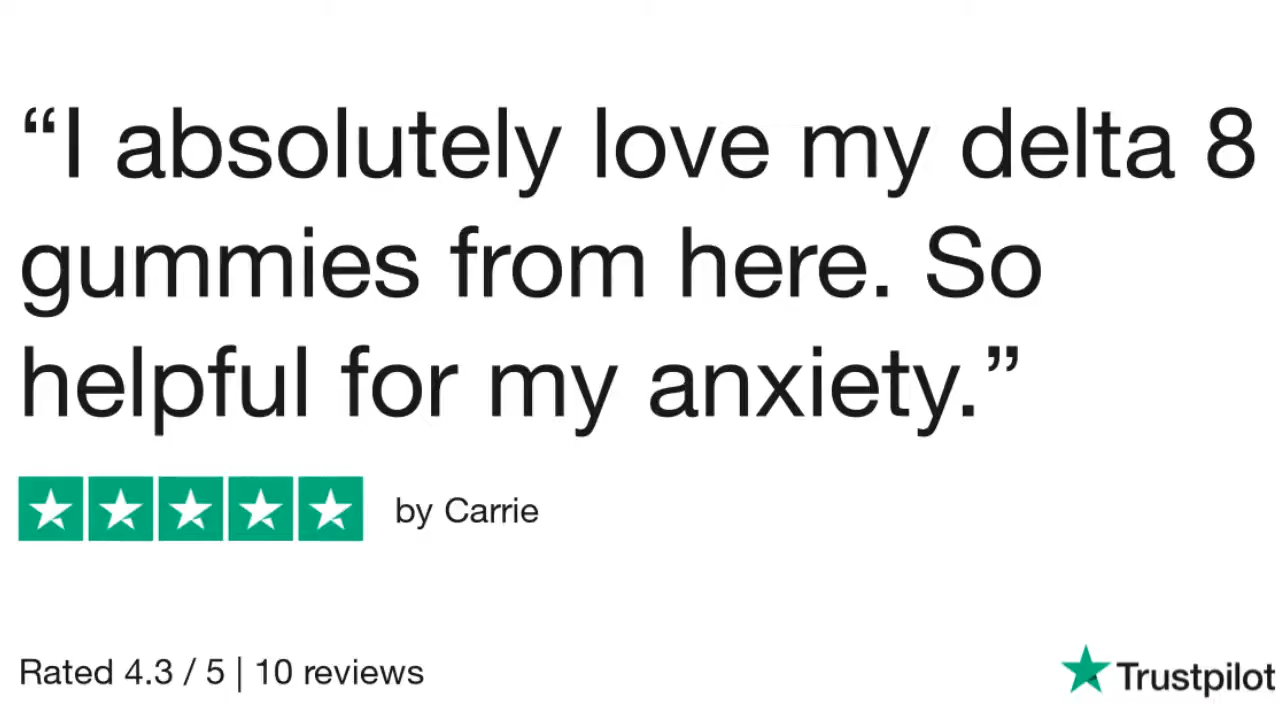 “I absolutely love my delta 8
gummies from here. So
helpful for my anxiety.”
by Carrie
Rated 4.3 / 5 | 10 reviews
Trustpilot